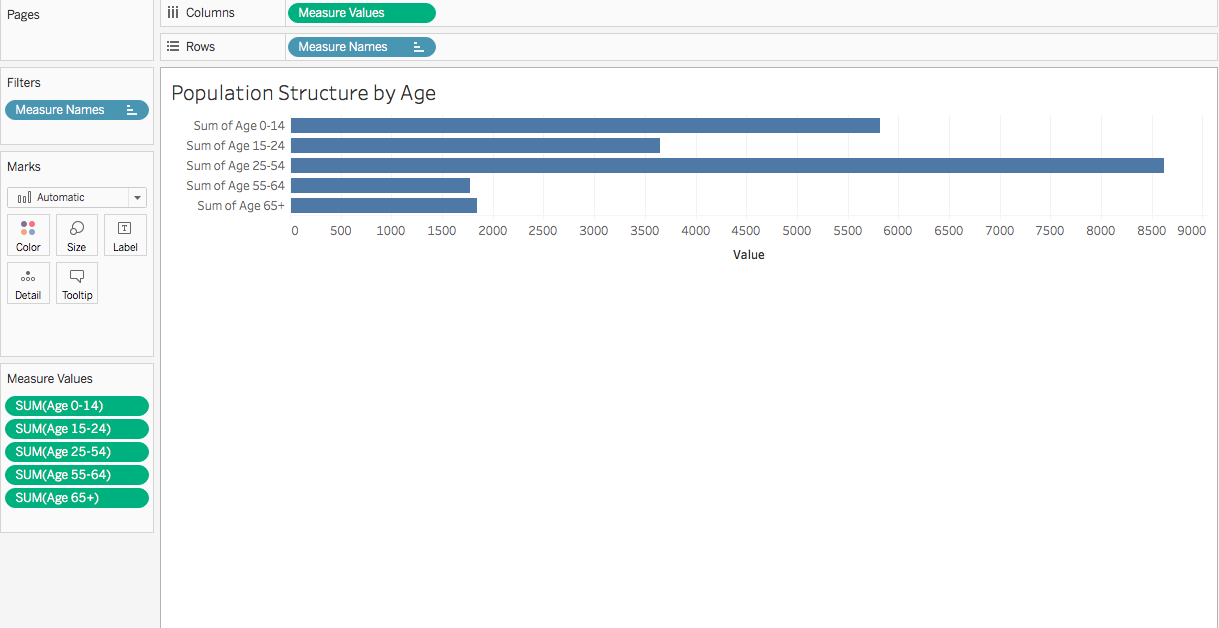 Pages
Columns
Measure Values
Rows
Measure Names
Filters
Measure Names
Marks
Automatic
Color
Size
Label
Detail
Tooltip
Measure Values
SUM(Age 0-14)
SUM(Age 15-24)
SUM(Age 25-54)
SUM(Age 55-64)
SUM(Age 65+)
Population Structure by Age
Sum of Age 0-14
Sum of Age 15-24
Sum of Age 25-54
Sum of Age 55-64
Sum of Age 65+
0 500 1000 1500 2000 2500 3000 3500 4000 4500 5000 5500 6000 6500 7000 7500 8000 8500 9000
Value